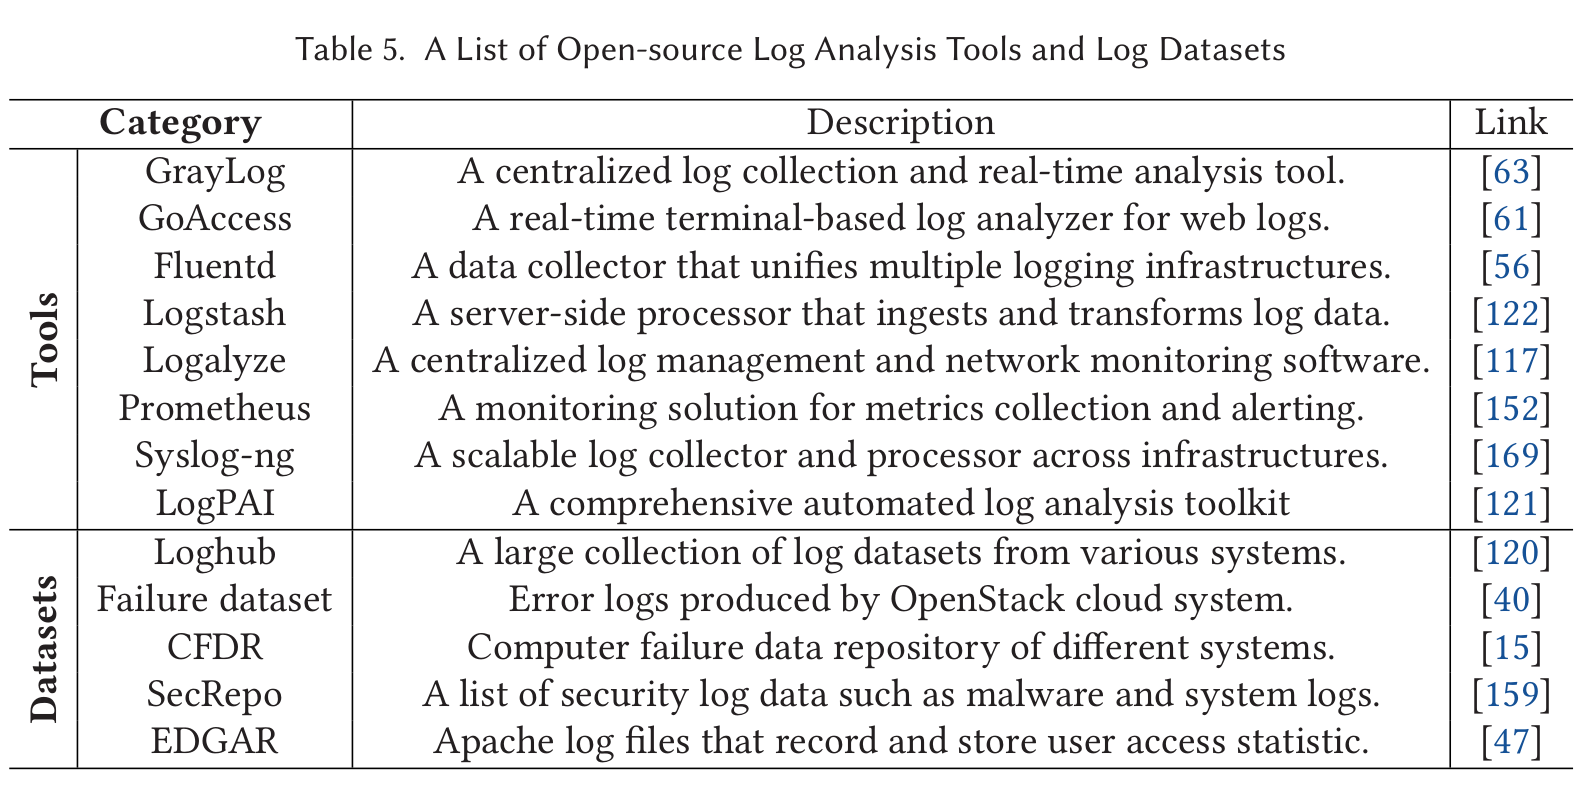 Table 5. A List of Open-source Log Analysis Tools and Log Datasets
Category Description Link
Tools
GrayLog A centralized log collection and real-time analysis tool. [63]
GoAccess A real-time terminal-based log analyzer for web logs. [61]
Fluentd A data collector that unifies multiple logging infrastructures. [56]
Logstash A server-side processor that ingests and transforms log data. [122]
Logalyze A centralized log management and network monitoring software. [117]
Prometheus A monitoring solution for metrics collection and alerting. [152]
Syslog-ng A scalable log collector and processor across infrastructures. [169]
LogPAI A comprehensive automated log analysis toolkit [121]
Datasets
Loghub A large collection of log datasets from various systems. [120]
Failure dataset Error logs produced by OpenStack cloud system. [40]
CFDR Computer failure data repository of different systems. [15]
SecRepo A list of security log data such as malware and system logs. [159]
EDGAR Apache log files that record and store user access statistic. [47]